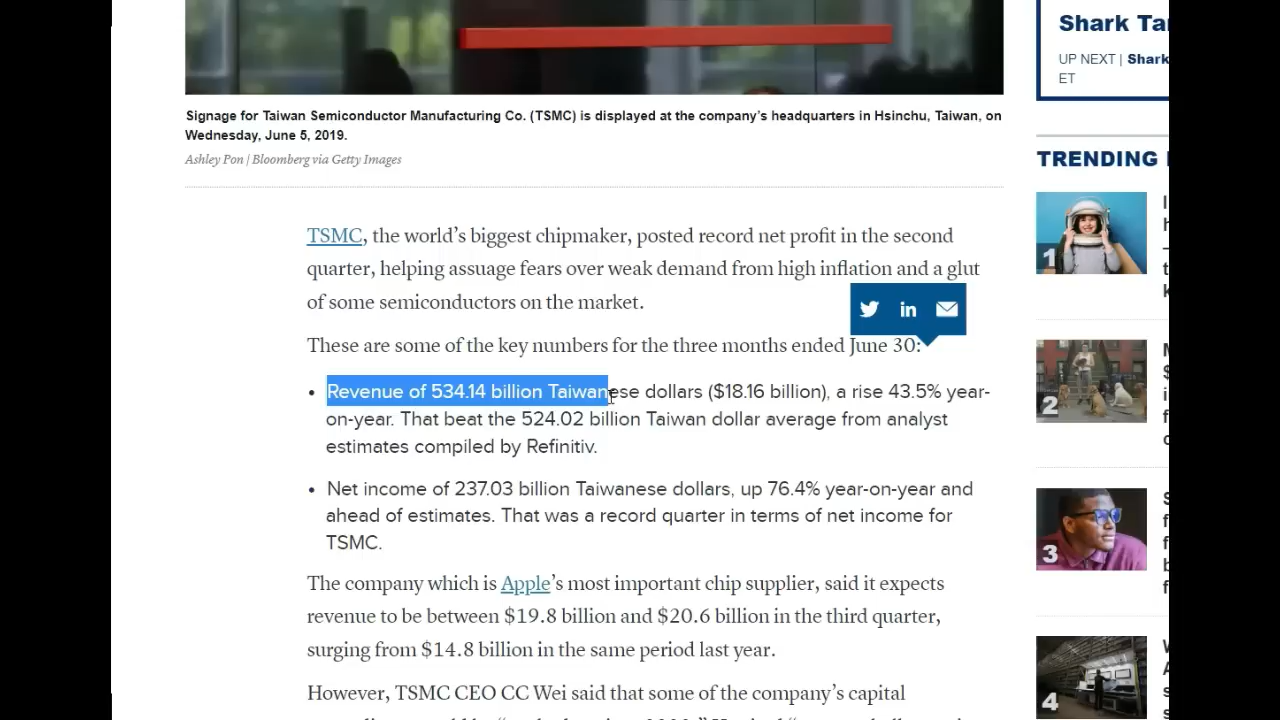 Shark Ta
UP NEXT | Shark
ET
Signage for Taiwan Semiconductor Manufacturing Co. (TSMC) is displayed at the company's headquarters in Hsinchu, Taiwan, on
Wednesday, June 5, 2019.
Ashley Pon | Bloomberg via Getty Images
TRENDING
TSMC, the world's biggest chipmaker, posted record net profit in the second
quarter, helping assuage fears over weak demand from high inflation and a glut
of some semiconductors on the market.
in
These are some of the key numbers for the three months ended June 30:
• Revenue of 534.14 billion Taiwanese dollars ($18.16 billion), a rise 43.5% year-
on-year. That beat the 524.02 billion Taiwan dollar average from analyst
estimates compiled by Refinitiv.
• Net income of 237.03 billion Taiwanese dollars, up 76.4% year-on-year and
ahead of estimates. That was a record quarter in terms of net income for
TSMC.
The company which is Apple's most important chip supplier, said it expects
revenue to be between $19.8 billion and $20.6 billion in the third quarter,
surging from $14.8 billion in the same period last year.
However, TSMC CEO CC Wei said that some of the company's capital
1
2
3
4